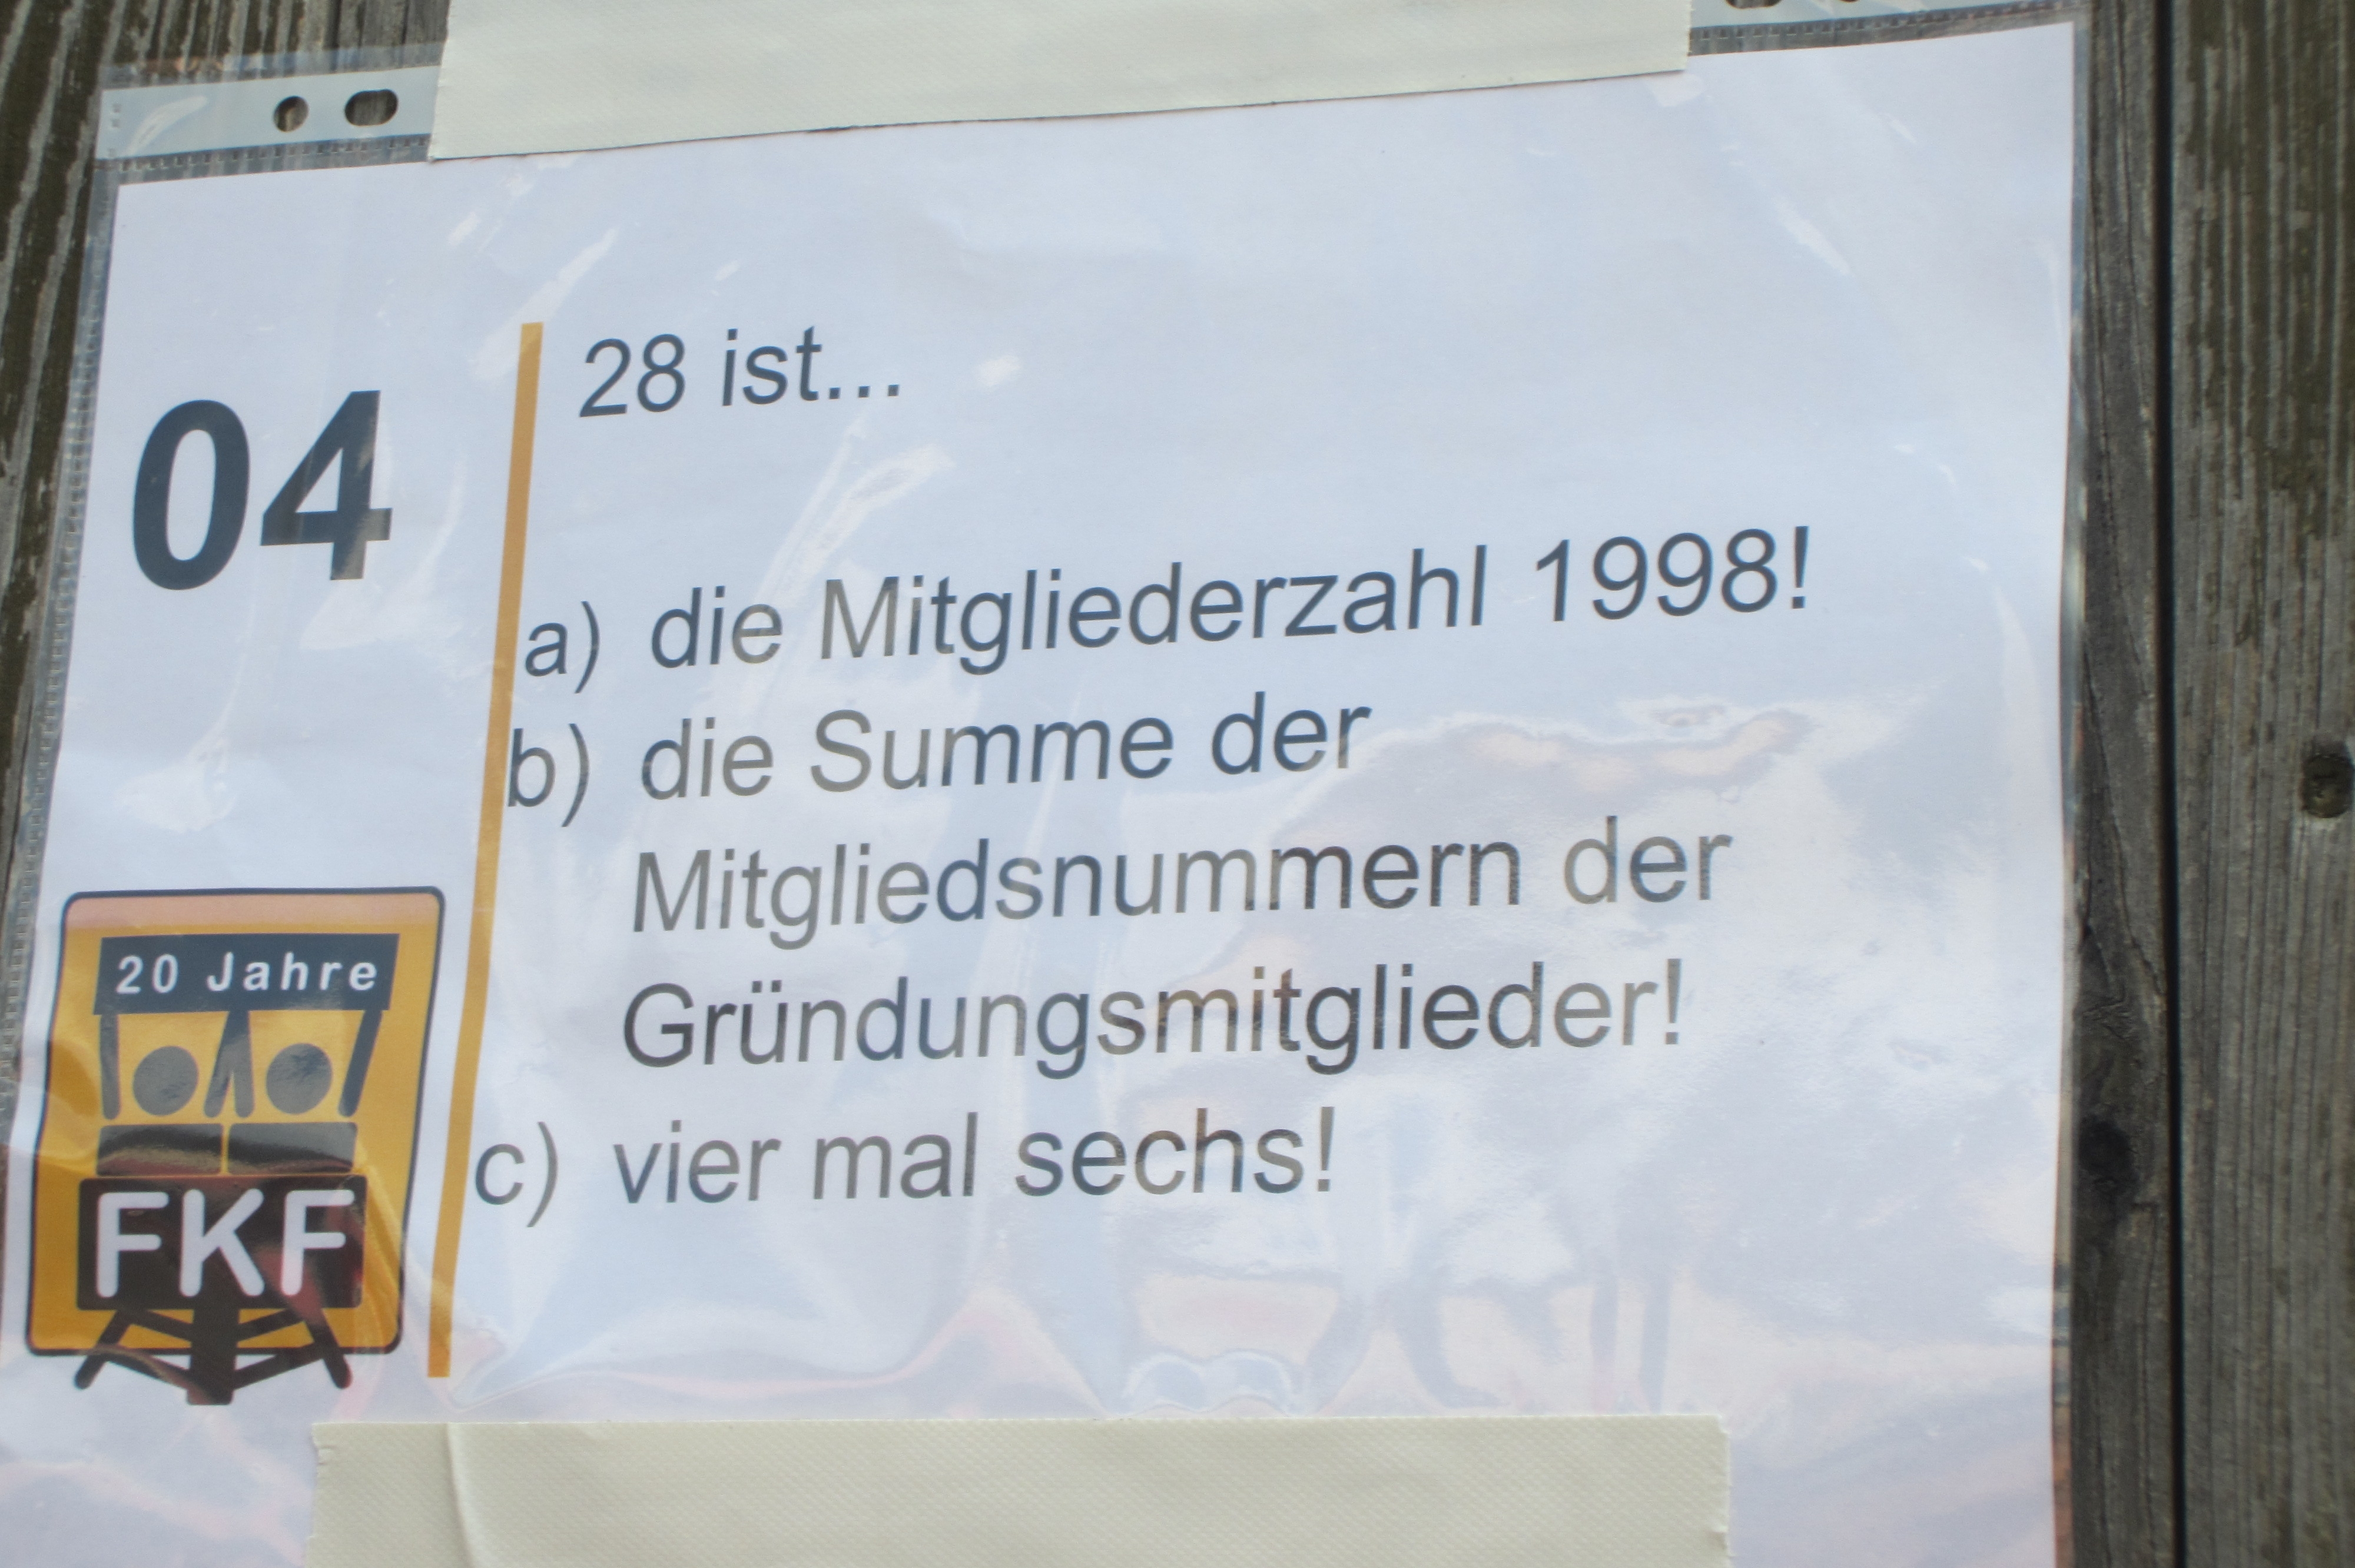 04
28 ist...
a) die Mitgliederzahl 1998!
b) die Summe der
Mitgliedsnummern der
Gründungsmitglieder!
c) vier mal sechs!
20 Jahre
FKF